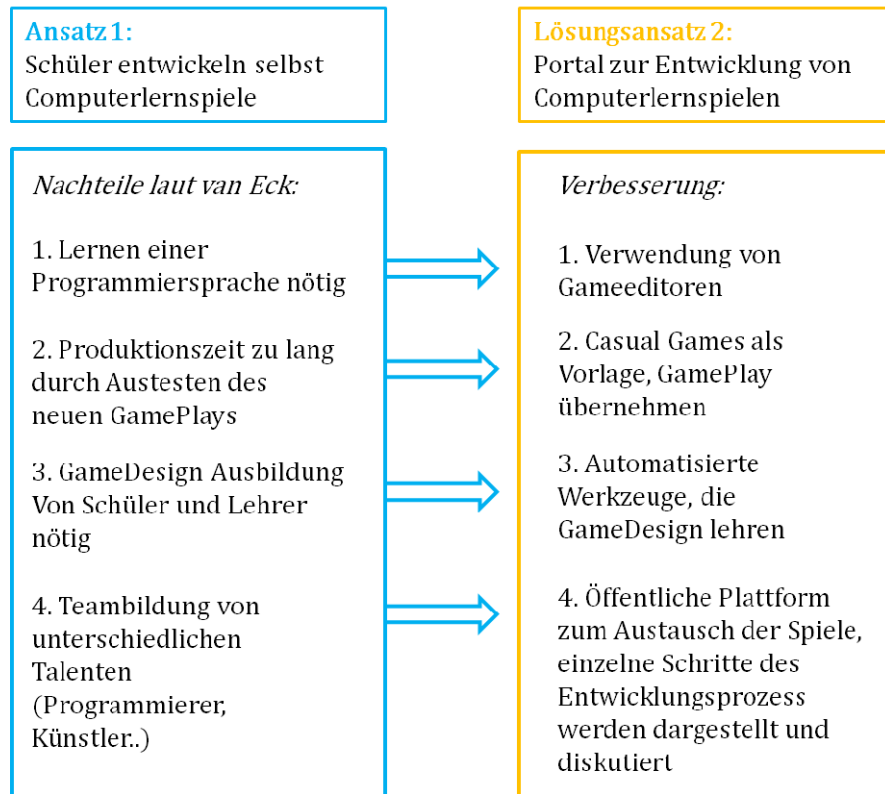 Ansatz 1:
Schüler entwickeln selbst
Computerlernspiele
Lösungsansatz 2:
Portal zur Entwicklung von
Computerlernspielen
Nachteile laut van Eck:
1. Lernen einer
Programmiersprache nötig
2. Produktionszeit zu lang
durch Austesten des
neuen GamePlays
3. GameDesign Ausbildung
Von Schüler und Lehrer
nötig
4. Teambildung von
unterschiedlichen
Talenten
(Programmierer,
Künstler..)
Verbesserung:
1. Verwendung von
Gameeditoren
2. Casual Games als
Vorlage, GamePlay
übernehmen
3. Automatisierte
Werkzeuge, die
GameDesign lehren
4. Öffentliche Plattform
zum Austausch der Spiele,
einzelne Schritte des
Entwicklungsprozess
werden dargestellt und
diskutiert